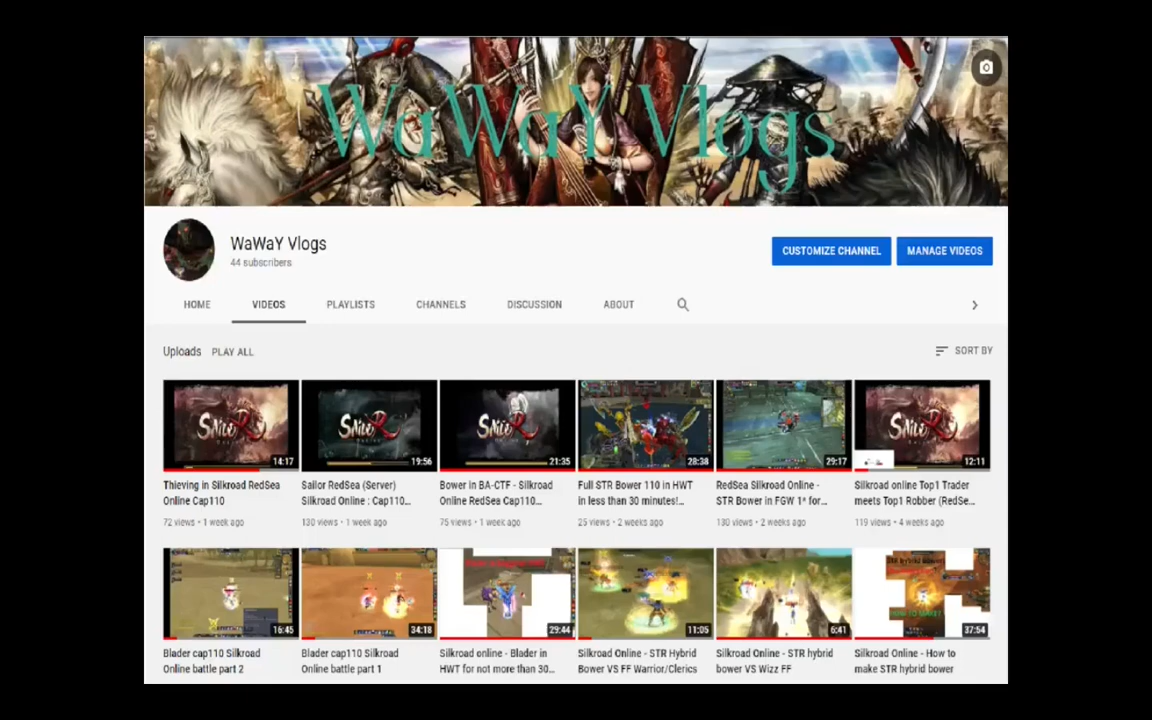 WaWaY Vlogs
WaWaY Vlogs
44 subscribers
CUSTOMIZE CHANNEL
MANAGE VIDEOS
HOME
VIDEOS
PLAYLISTS
CHANNELS
DISCUSSION
ABOUT
Uploads
PLAY ALL
SORT BY
14:17
19:56
21:35
28:38
29:17
12:11
Thieving in Silkroad RedSea
Online Cap110
72 views • 1 week ago
Sailor RedSea (Server)
Silkroad Online : Cap110...
130 views • 1 week ago
Bower in BA-CTF - Silkroad
Online RedSea Cap110...
75 views • 1 week ago
Full STR Bower 110 in HWT
in less than 30 minutes!...
25 views • 2 weeks ago
RedSea Silkroad Online -
STR Bower in FGW 1* for...
130 views • 2 weeks ago
Silkroad online Top1 Trader
meets Top1 Robber (RedSe...
119 views • 4 weeks ago
16:45
34:18
29:44
11:05
6:41
37:54
Blader cap110 Silkroad
Online battle part 2
Blader cap110 Silkroad
Online battle part 1
Silkroad online - Blader in
HWT for not more than 30...
Silkroad Online - STR Hybrid
Bower VS FF Warrior/Clerics
Silkroad Online - STR hybrid
bower VS Wizz FF
Silkroad Online - How to
make STR hybrid bower